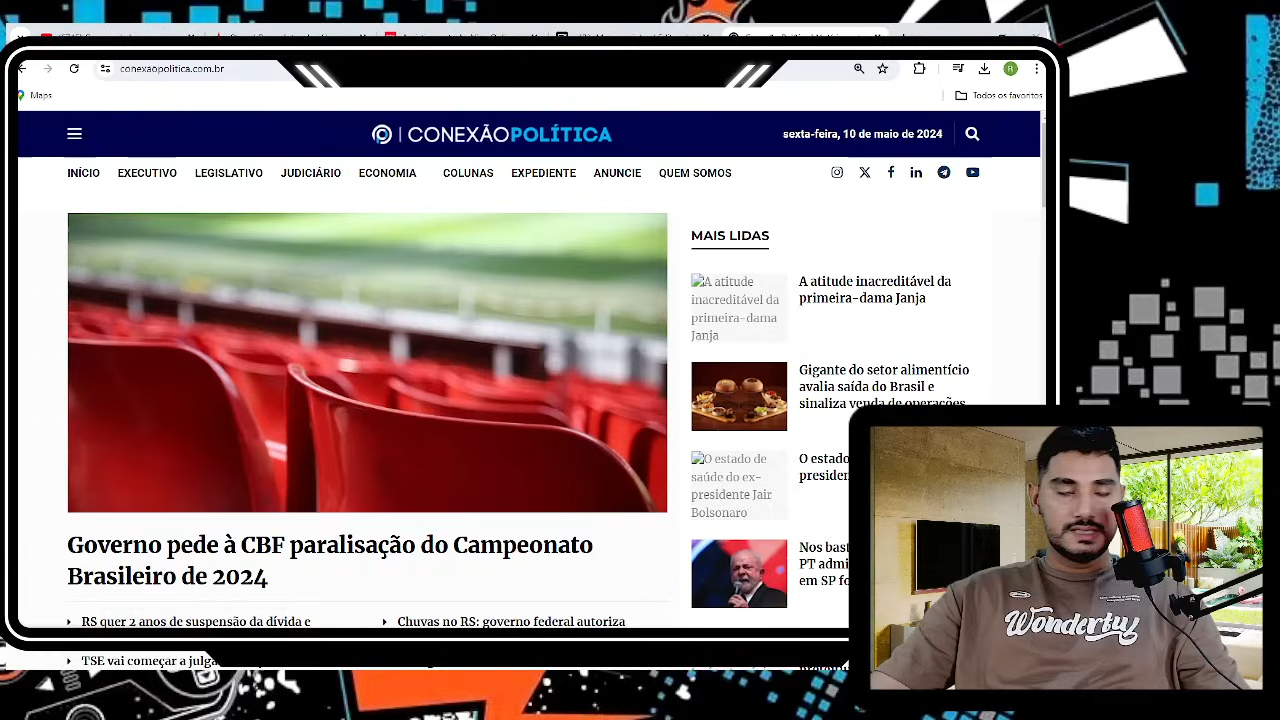 conexaopolitica.com.br
Maps
Todos os favoritos
CONEXÃOPOLÍTICA
sexta-feira, 10 de maio de 2024
INÍCIO EXECUTIVO LEGISLATIVO JUDICIÁRIO ECONOMIA COLUNAS EXPEDIENTE ANUNCIE QUEM SOMOS
MAIS LIDAS
A atitude
inacreditável da
primeira-dama
Janja
A atitude inacreditável da
primeira-dama Janja
Gigante do setor alimentício
avalia saída do Brasil e
sinaliza venda de operações
O estado de
saúde do ex-
presidente Jair
Bolsonaro
O estado
presiden
Nos bast
PT admi
em SP fo
Governo pede à CBF paralisação do Campeonato
Brasileiro de 2024
RS quer 2 anos de suspensão da dívida e
Chuvas no RS: governo federal autoriza
TSE vai começar a julga
Wonderful